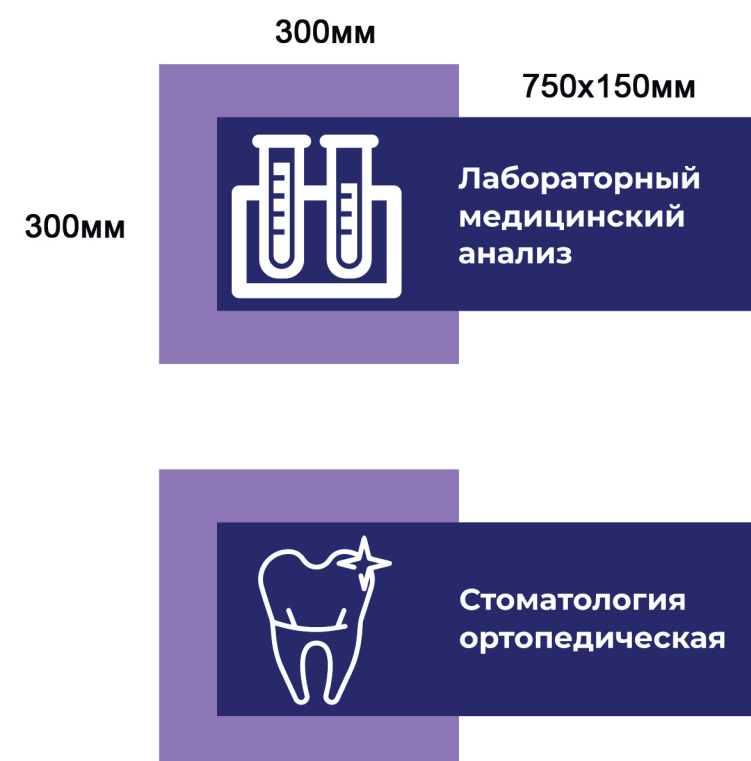 300мм
750х150мм
Лабораторный
медицинский
анализ
300мм
Стоматология
ортопедическая